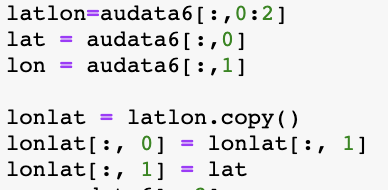 latlon=audata6[:,0:2]
lat = audata6[:,0]
lon = audata6[:,1]
lonlat = latlon.copy()
lonlat[:, 0] = lonlat[:, 1]
lonlat[:, 1] = lat